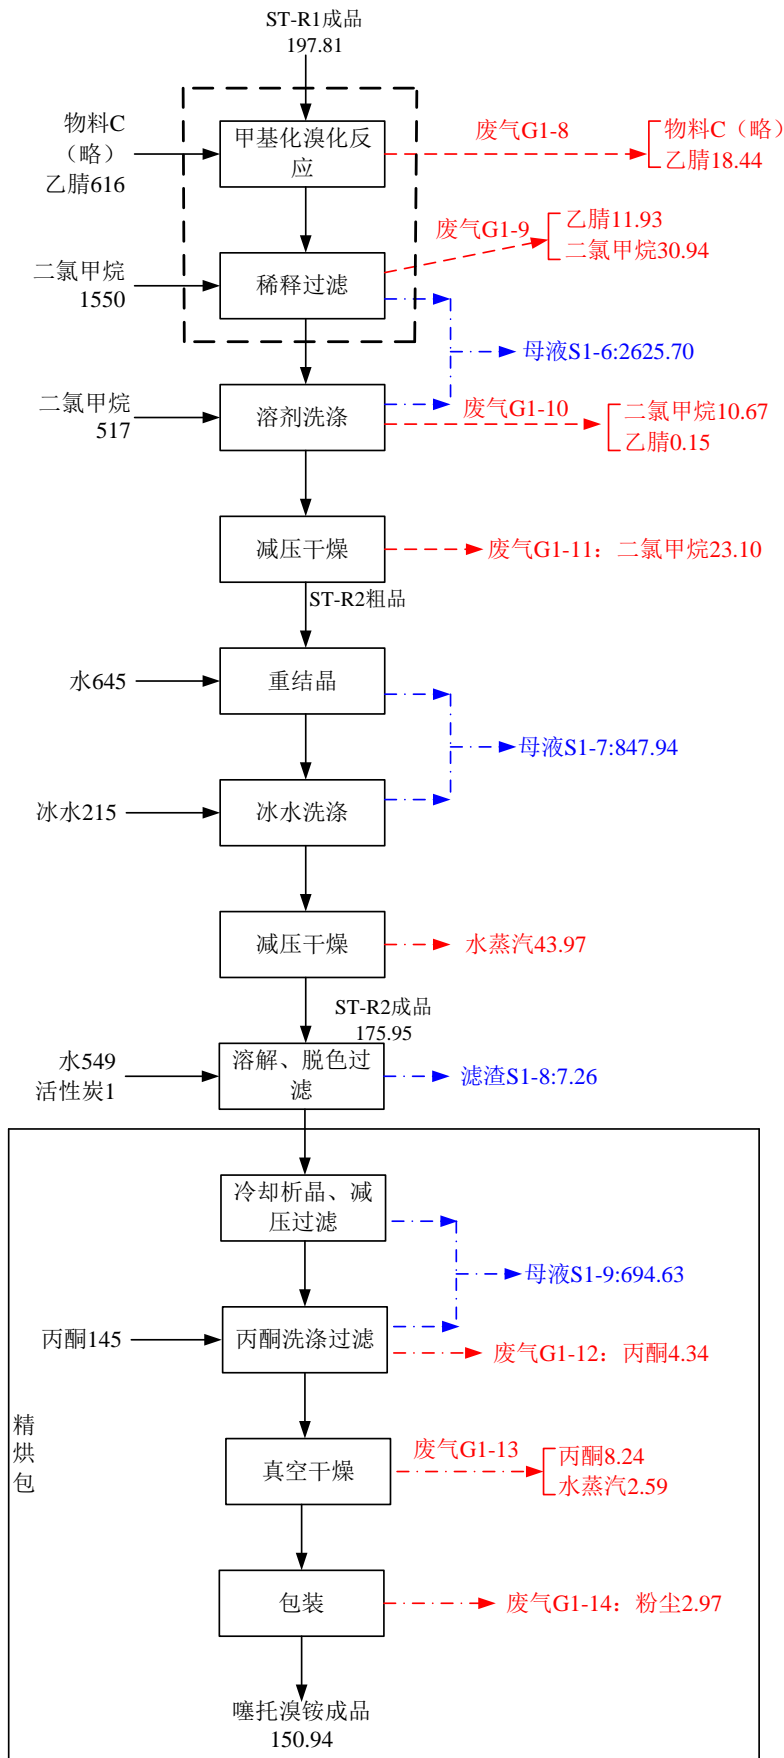 ST-R1成品
197.81
物料C
（略）
乙腈616
甲基化溴化反
应
废气G1-8
物料C（略）
乙腈18.44
二氯甲烷
1550
稀释过滤
废气G1-9
乙腈11.93
二氯甲烷30.94
母液S1-6:2625.70
二氯甲烷
517
溶剂洗涤
废气G1-10
二氯甲烷10.67
乙腈0.15
减压干燥
废气G1-11：二氯甲烷23.10
ST-R2粗品
水645
重结晶
母液S1-7:847.94
冰水215
冰水洗涤
减压干燥
水蒸汽43.97
ST-R2成品
175.95
水549
活性炭1
溶解、脱色过
滤
滤渣S1-8:7.26
冷却析晶、减
压过滤
母液S1-9:694.63
丙酮145
丙酮洗涤过滤
废气G1-12：丙酮4.34
精
烘
包
真空干燥
废气G1-13
丙酮8.24
水蒸汽2.59
包装
废气G1-14：粉尘2.97
噻托溴铵成品
150.94